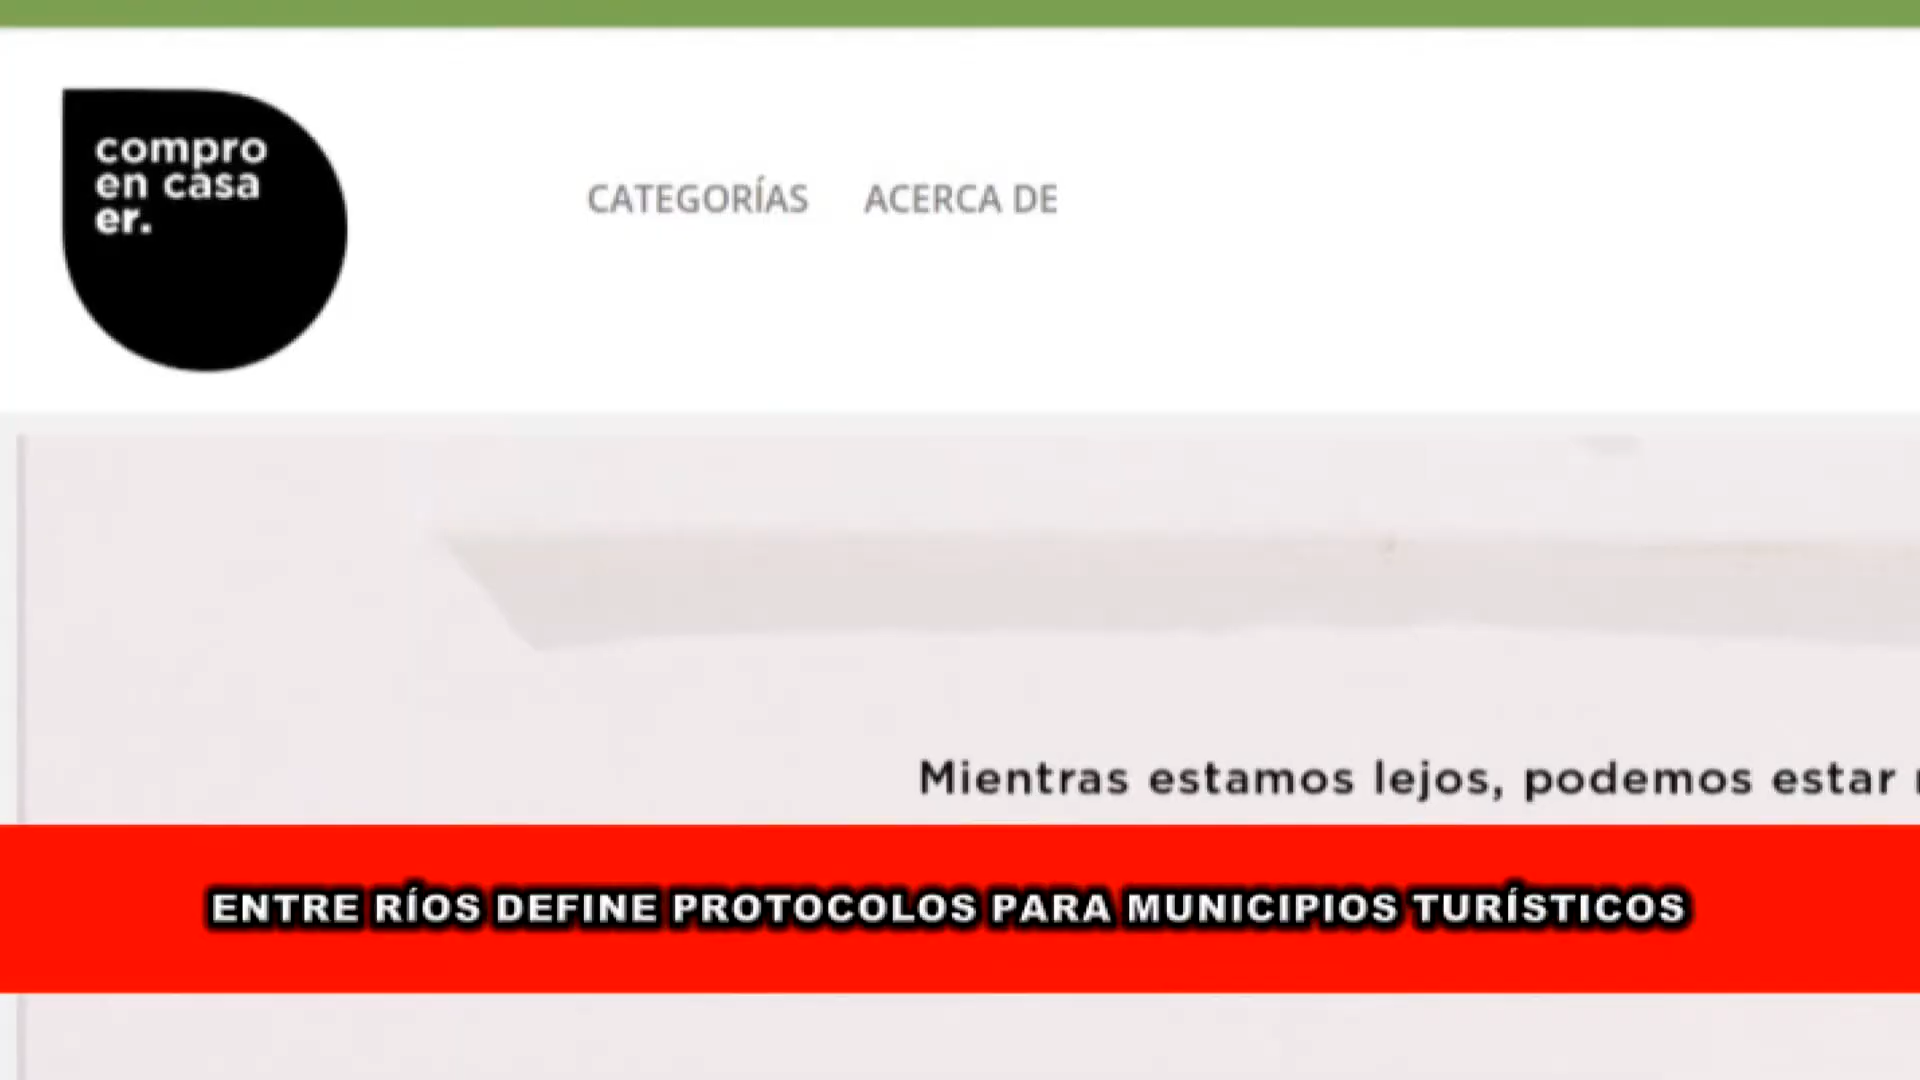 compro
en casa
er.
CATEGORÍAS ACERCA DE
Mientras estamos lejos, podemos estar
ENTRE RÍOS DEFINE PROTOCOLOS PARA MUNICIPIOS TURÍSTICOS